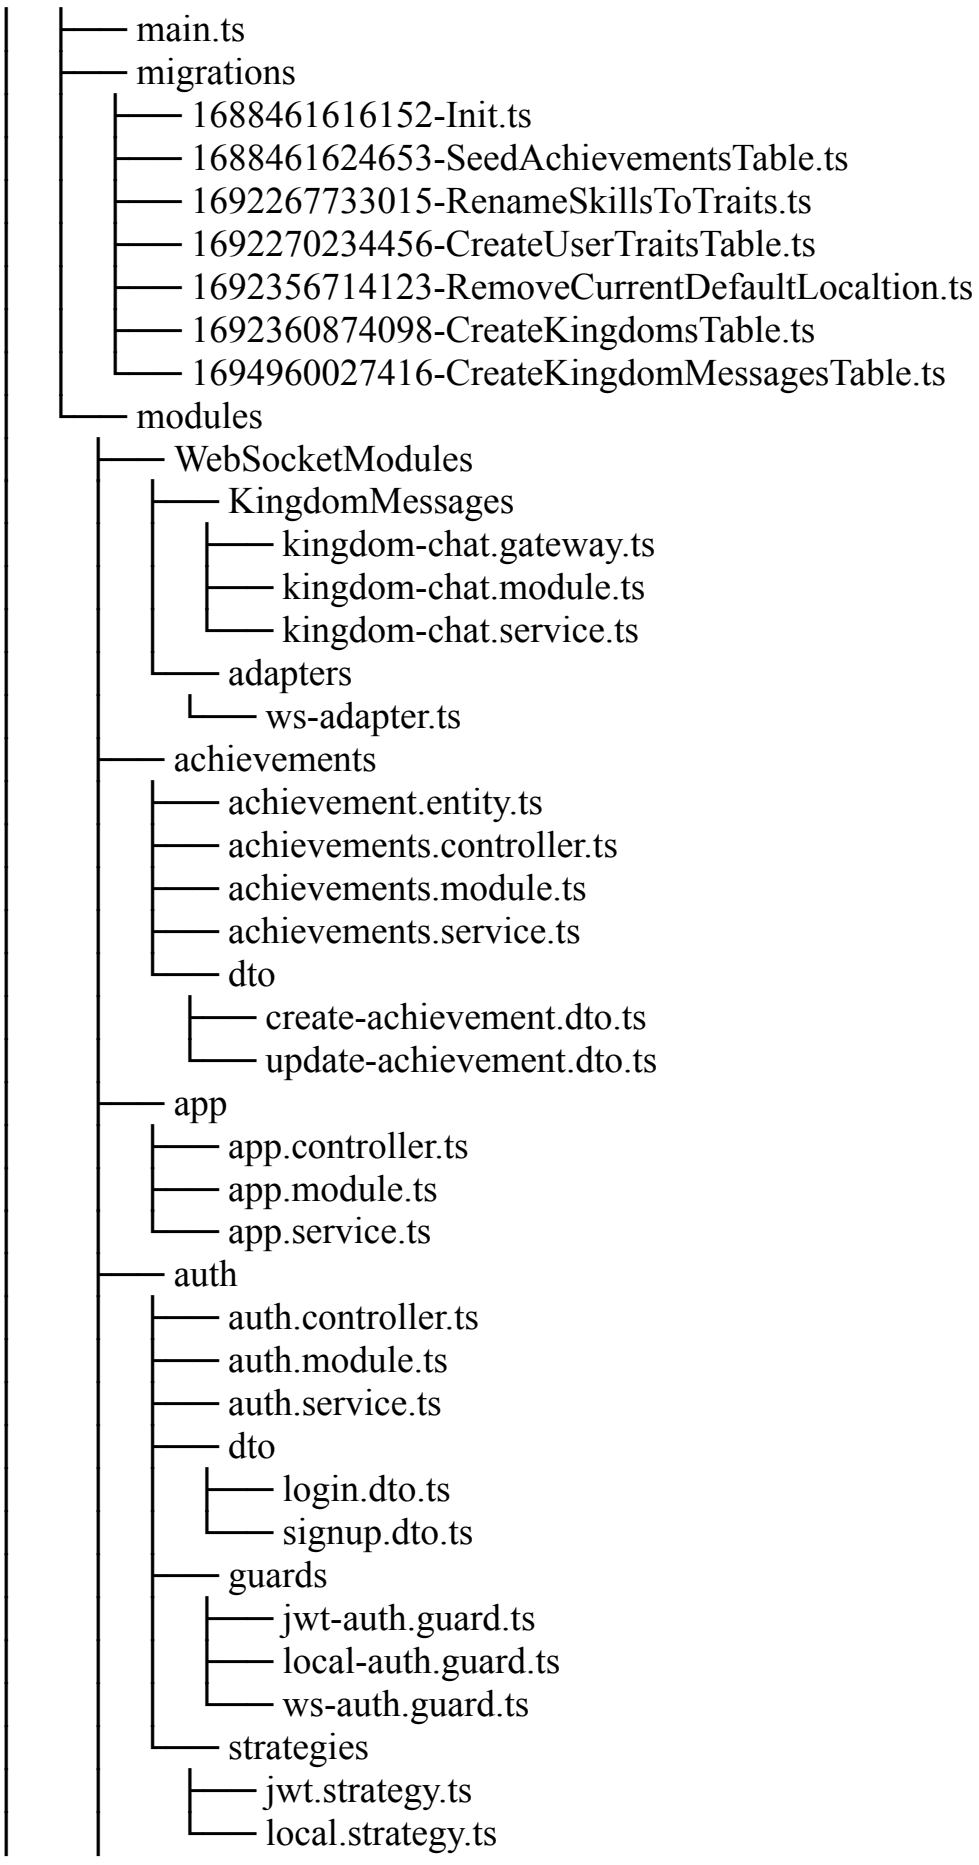 main.ts
migrations
1688461616152-Init.ts
1688461624653-SeedAchievementsTable.ts
1692267733015-RenameSkillsToTraits.ts
1692270234456-CreateUserTraitsTable.ts
1692356714123-RemoveCurrentDefaultLocaltion.ts
1692360874098-CreateKingdomsTable.ts
1694960027416-CreateKingdomMessagesTable.ts
modules
WebSocketModules
KingdomMessages
kingdom-chat.gateway.ts
kingdom-chat.module.ts
kingdom-chat.service.ts
adapters
ws-adapter.ts
achievements
achievement.entity.ts
achievements.controller.ts
achievements.module.ts
achievements.service.ts
dto
create-achievement.dto.ts
update-achievement.dto.ts
app
app.controller.ts
app.module.ts
app.service.ts
auth
auth.controller.ts
auth.module.ts
auth.service.ts
dto
login.dto.ts
signup.dto.ts
guards
jwt-auth.guard.ts
local-auth.guard.ts
ws-auth.guard.ts
strategies
jwt.strategy.ts
local.strategy.ts